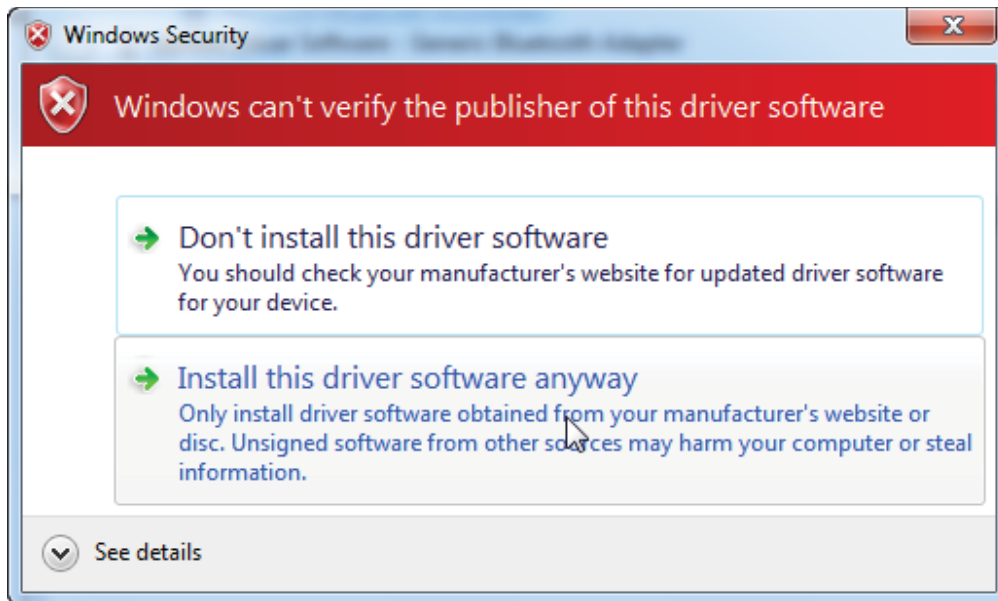 Windows Security
Windows can't verify the publisher of this driver software
Don't install this driver software
You should check your manufacturer's website for updated driver software
for your device.
Install this driver software anyway
Only install driver software obtained from your manufacturer's website or
disc. Unsigned software from other sources may harm your computer or steal
information.
See details